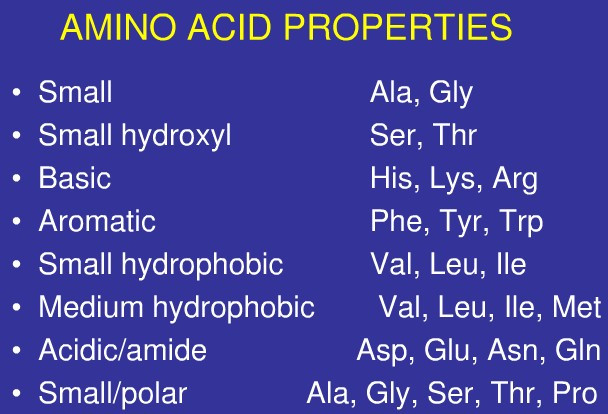 AMINO ACID PROPERTIES
• Small Ala, Gly
• Small hydroxyl Ser, Thr
• Basic His, Lys, Arg
• Aromatic Phe, Tyr, Trp
• Small hydrophobic Val, Leu, Ile
• Medium hydrophobic Val, Leu, Ile, Met
• Acidic/amide Asp, Glu, Asn, Gln
• Small/polar Ala, Gly, Ser, Thr, Pro